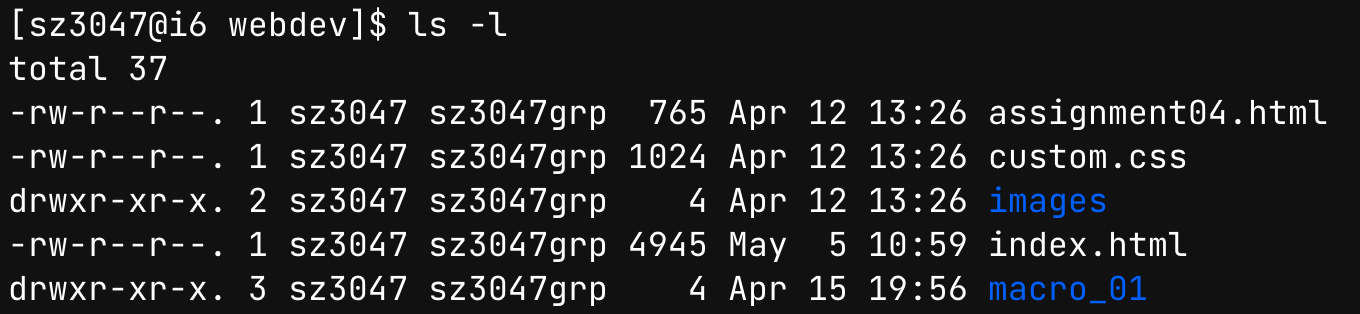 [sz3047@i6 webdev]$ ls -l
total 37
-rw-r--r--. 1 sz3047 sz3047grp  765 Apr 12 13:26 assignment04.html
-rw-r--r--. 1 sz3047 sz3047grp 1024 Apr 12 13:26 custom.css
drwxr-xr-x. 2 sz3047 sz3047grp    4 Apr 12 13:26 images
-rw-r--r--. 1 sz3047 sz3047grp 4945 May  5 10:59 index.html
drwxr-xr-x. 3 sz3047 sz3047grp    4 Apr 15 19:56 macro_01